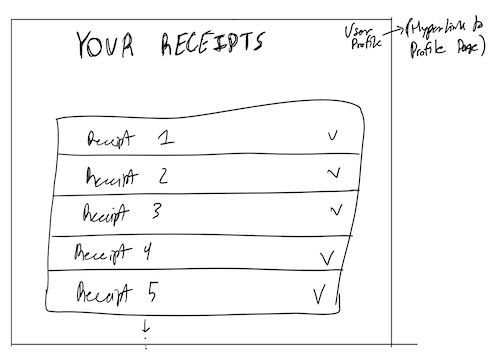 YOUR RECEIPTS
User
Profile
(Hyperlink to
Profile Page)
Receipt 1
Receipt 2
Receipt 3
Receipt 4
Receipt 5